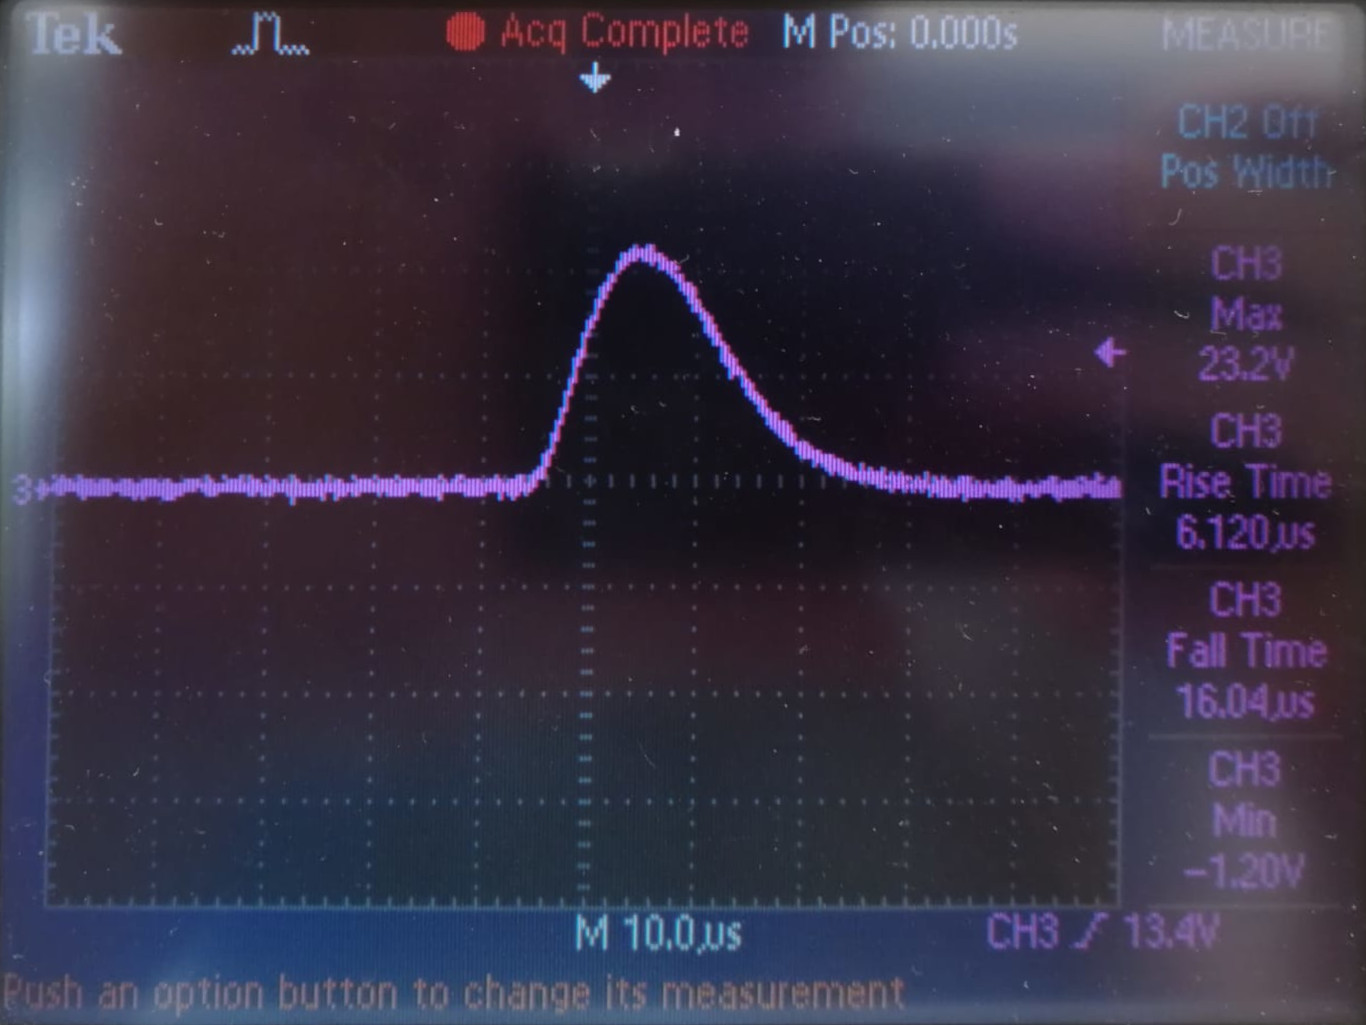 Tek Acq Complete M Pos: 0.000s MEASURE
CH2 Off
Pos Width
CH3
Max
23.2V
CH3
Rise Time
6.120µs
CH3
Fall Time
16.04µs
CH3
Min
-1.20V
3
M 10.0µs CH3 13.4V
Push an option button to change its measurement